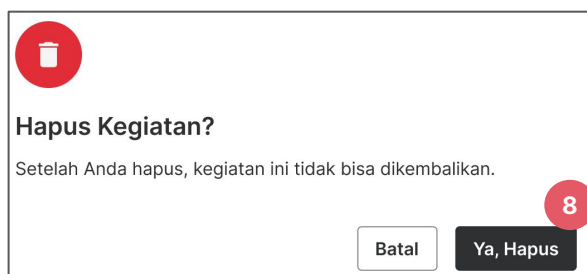 Hapus Kegiatan?
Setelah Anda hapus, kegiatan ini tidak bisa dikembalikan.
8
Batal Ya, Hapus